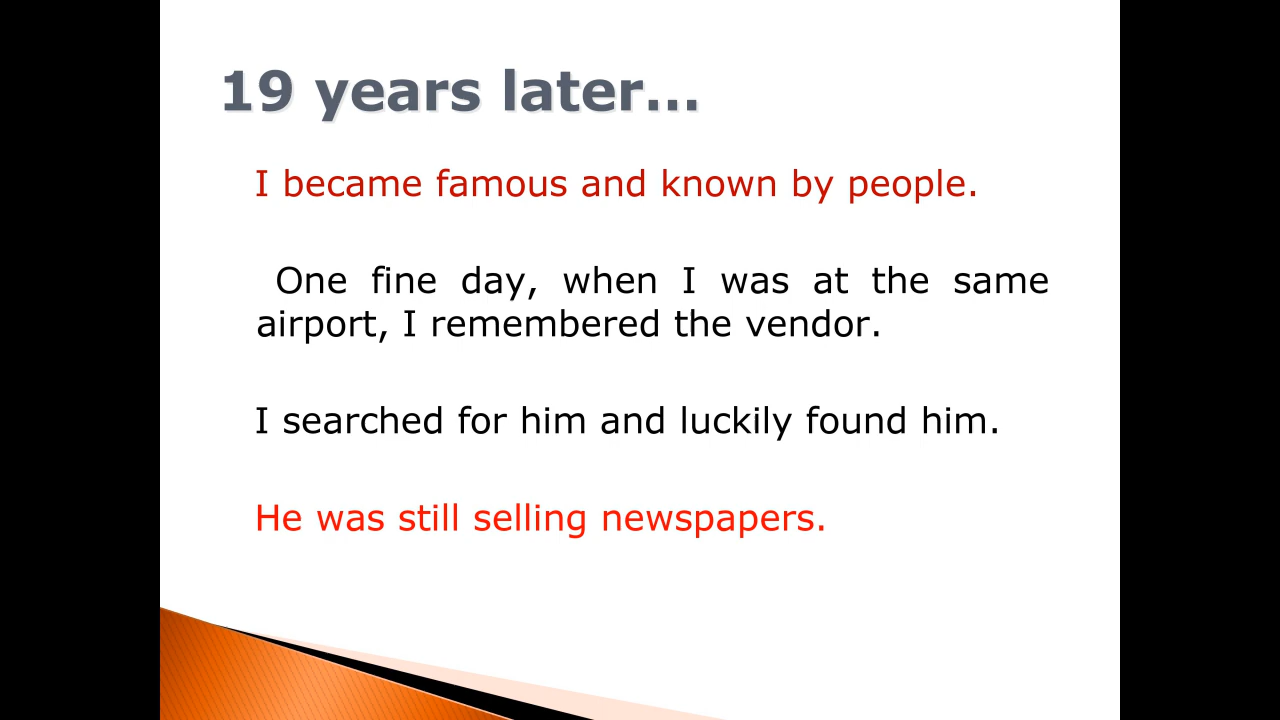 19 years later...
I became famous and known by people.
One fine day, when I was at the same
airport, I remembered the vendor.
I searched for him and luckily found him.
He was still selling newspapers.